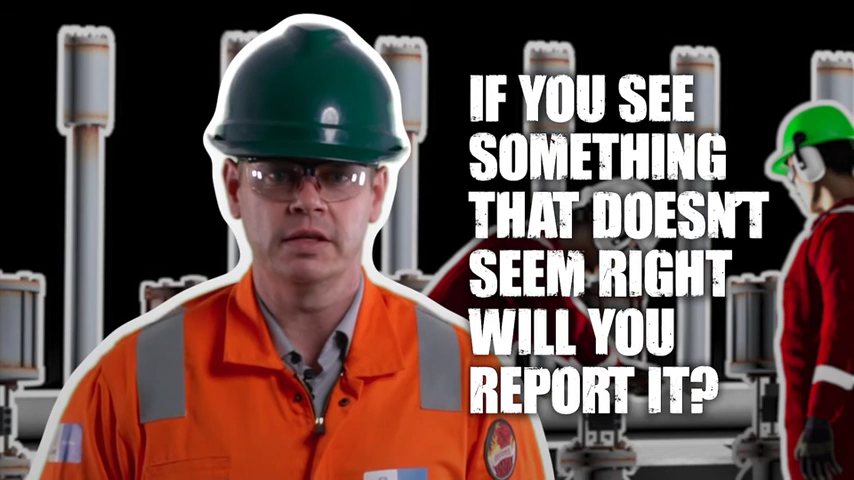 IF YOU SEE
SOMETHING
THAT DOESN'T
SEEM RIGHT
WILL YOU
REPORT IT?